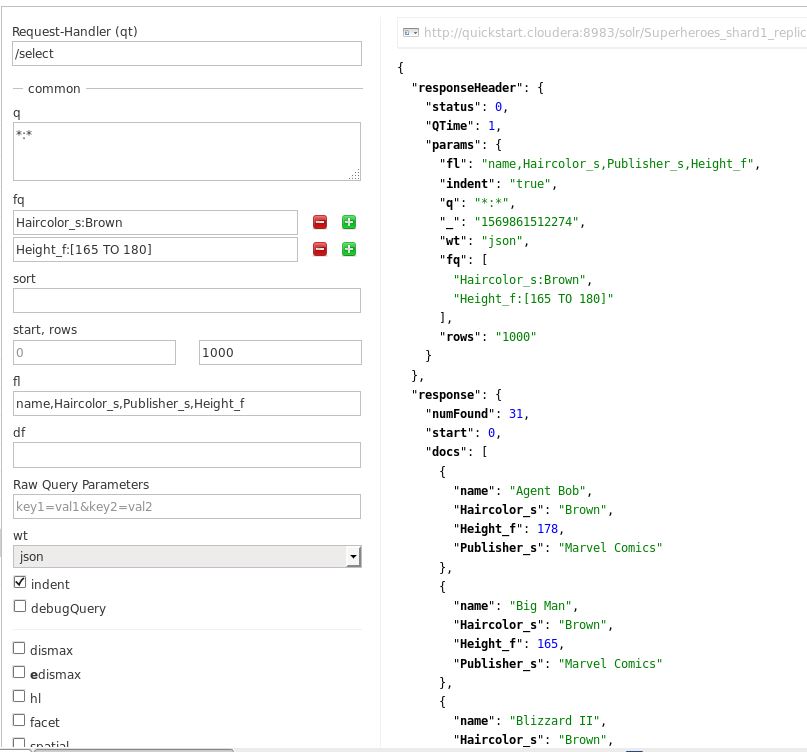 Request-Handler (qt)
/select
common
q
*:*
fq
Haircolor_s:Brown
Height_f:[165 TO 180]
sort
start, rows
0
1000
fl
name,Haircolor_s,Publisher_s,Height_f
df
Raw Query Parameters
key1=val1&key2=val2
wt
json
indent
debugQuery
dismax
edismax
hl
facet
spatial
http://quickstart.cloudera:8983/solr/Superheroes_shard1_replic
{
"responseHeader": {
"status": 0,
"QTime": 1,
"params": {
"fl": "name,Haircolor_s,Publisher_s,Height_f",
"indent": "true",
"q": "*:*",
"_": "1569861512274",
"wt": "json",
"fq": [
"Haircolor_s:Brown",
"Height_f:[165 TO 180]"
],
"rows": "1000"
}
},
"response": {
"numFound": 31,
"start": 0,
"docs": [
{
"name": "Agent Bob",
"Haircolor_s": "Brown",
"Height_f": 178,
"Publisher_s": "Marvel Comics"
},
{
"name": "Big Man",
"Haircolor_s": "Brown",
"Height_f": 165,
"Publisher_s": "Marvel Comics"
},
{
"name": "Blizzard II",
"Haircolor_s": "Brown",